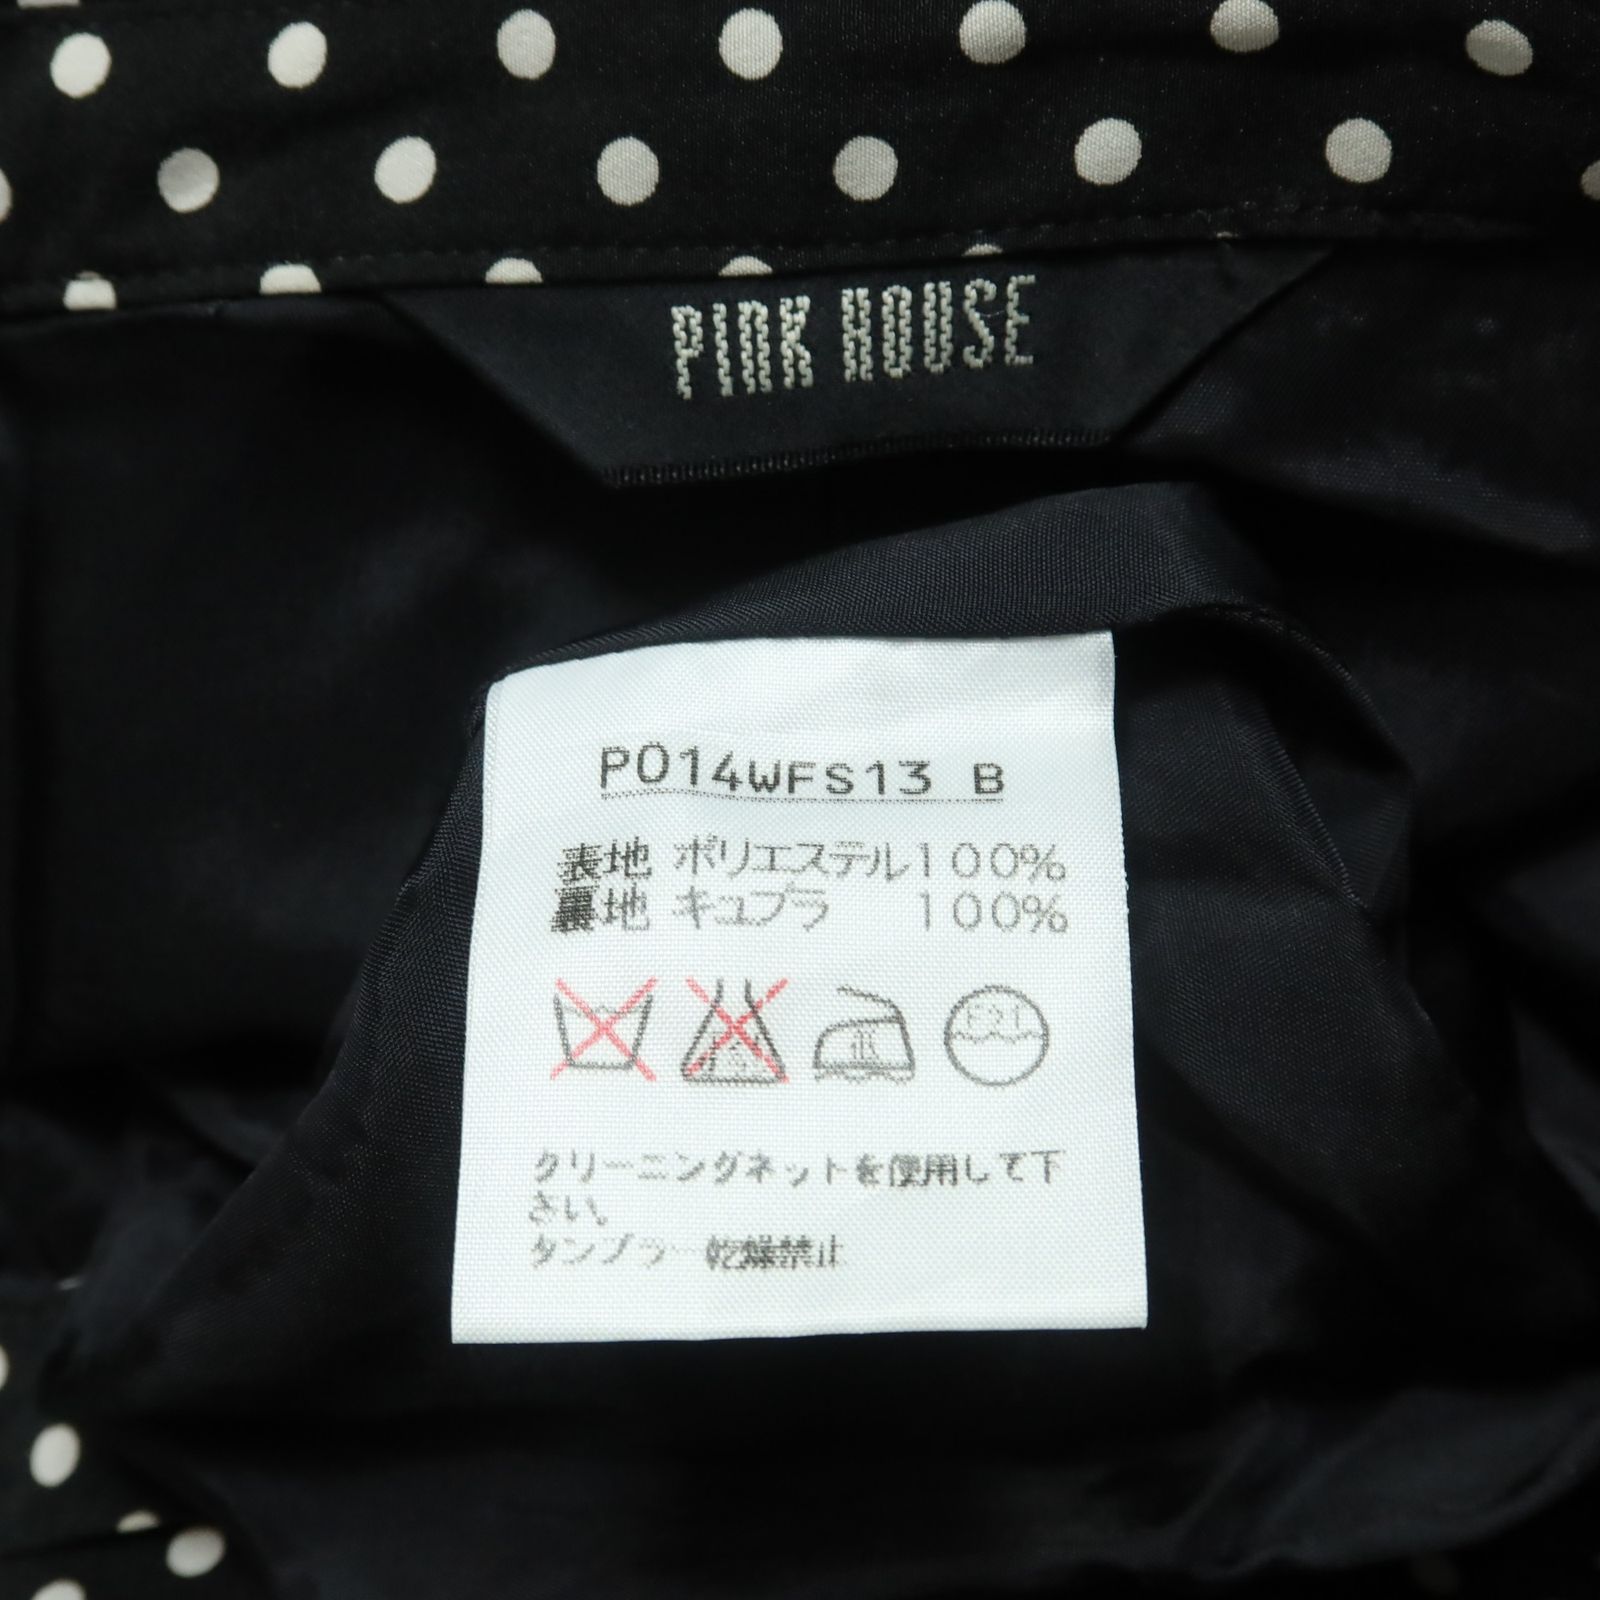 PINK HOUSE
P014WFS13 B
表地 ポリエステル100%
裏地 キュプラ 100%
クリーニングネットを使用して下
さい。
タンブラー乾燥禁止